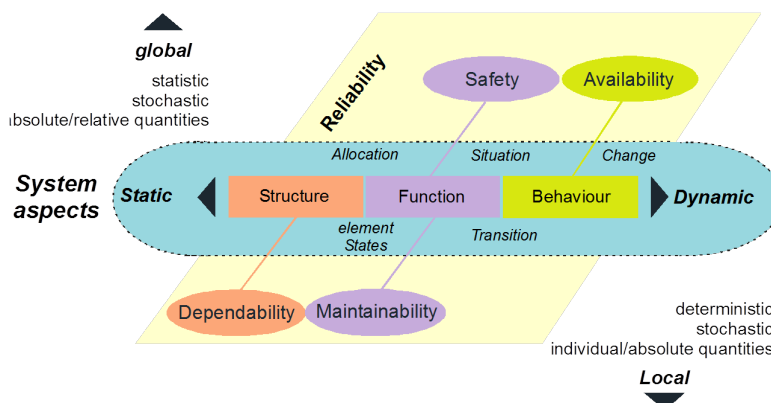 global
statistic
stochastic
absolute/relative quantities
Reliability
Safety
Availability
Allocation
Situation
Change
System
aspects
Static
Structure
Function
Behaviour
Dynamic
element
States
Transition
Dependability
Maintainability
deterministic
stochastic
individual/absolute quantities
Local